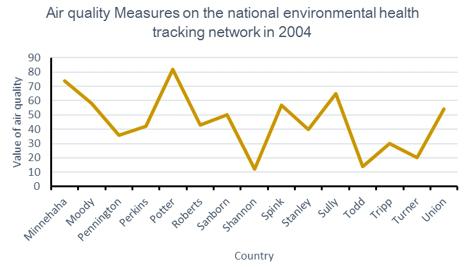 Air quality Measures on the national environmental health
tracking network in 2004
Value of air quality
90
80
70
60
50
40
30
20
10
0
Minnehaha
Moody
Pennington
Perkins
Potter
Roberts
Sanborn
Shannon
Spink
Stanley
Sully
Todd
Tripp
Turner
Union
Country